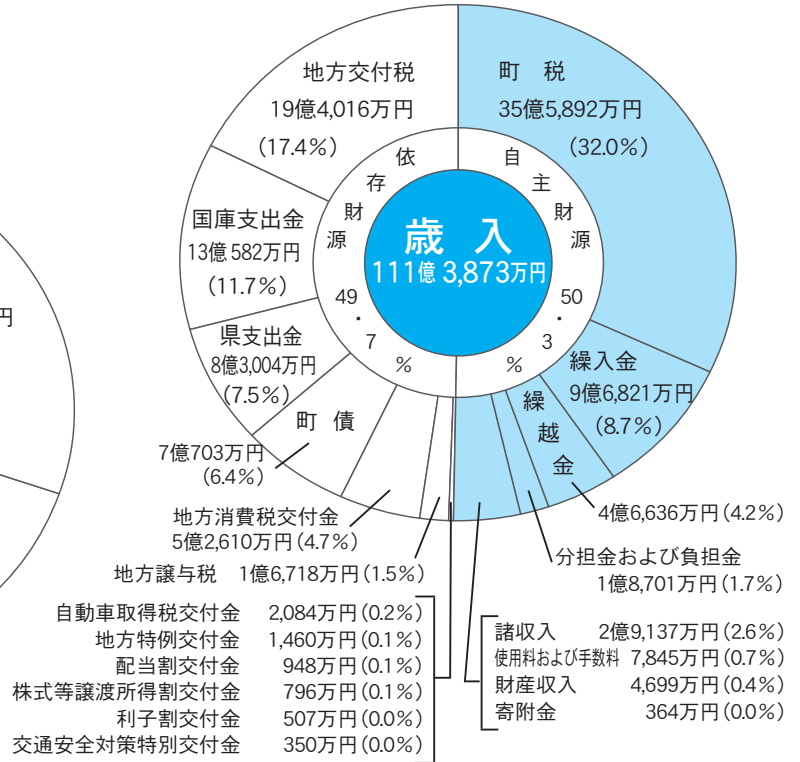 歳 入
111億 3,873万円
自主財源 50.3%
依存財源 49.7%
町 税
35億5,892万円
(32.0%)
繰入金
9億6,821万円
(8.7%)
繰越金
4億6,636万円(4.2%)
分担金および負担金
1億8,701万円(1.7%)
諸収入 2億9,137万円(2.6%)
使用料および手数料 7,845万円(0.7%)
財産収入 4,699万円(0.4%)
寄附金 364万円(0.0%)
地方交付税
19億4,016万円
(17.4%)
国庫支出金
13億 582万円
(11.7%)
県支出金
8億3,004万円
(7.5%)
町 債
7億703万円
(6.4%)
地方消費税交付金
5億2,610万円(4.7%)
地方譲与税 1億6,718万円(1.5%)
自動車取得税交付金 2,084万円(0.2%)
地方特例交付金 1,460万円(0.1%)
配当割交付金 948万円(0.1%)
株式等譲渡所得割交付金 796万円(0.1%)
利子割交付金 507万円(0.0%)
交通安全対策特別交付金 350万円(0.0%)
円